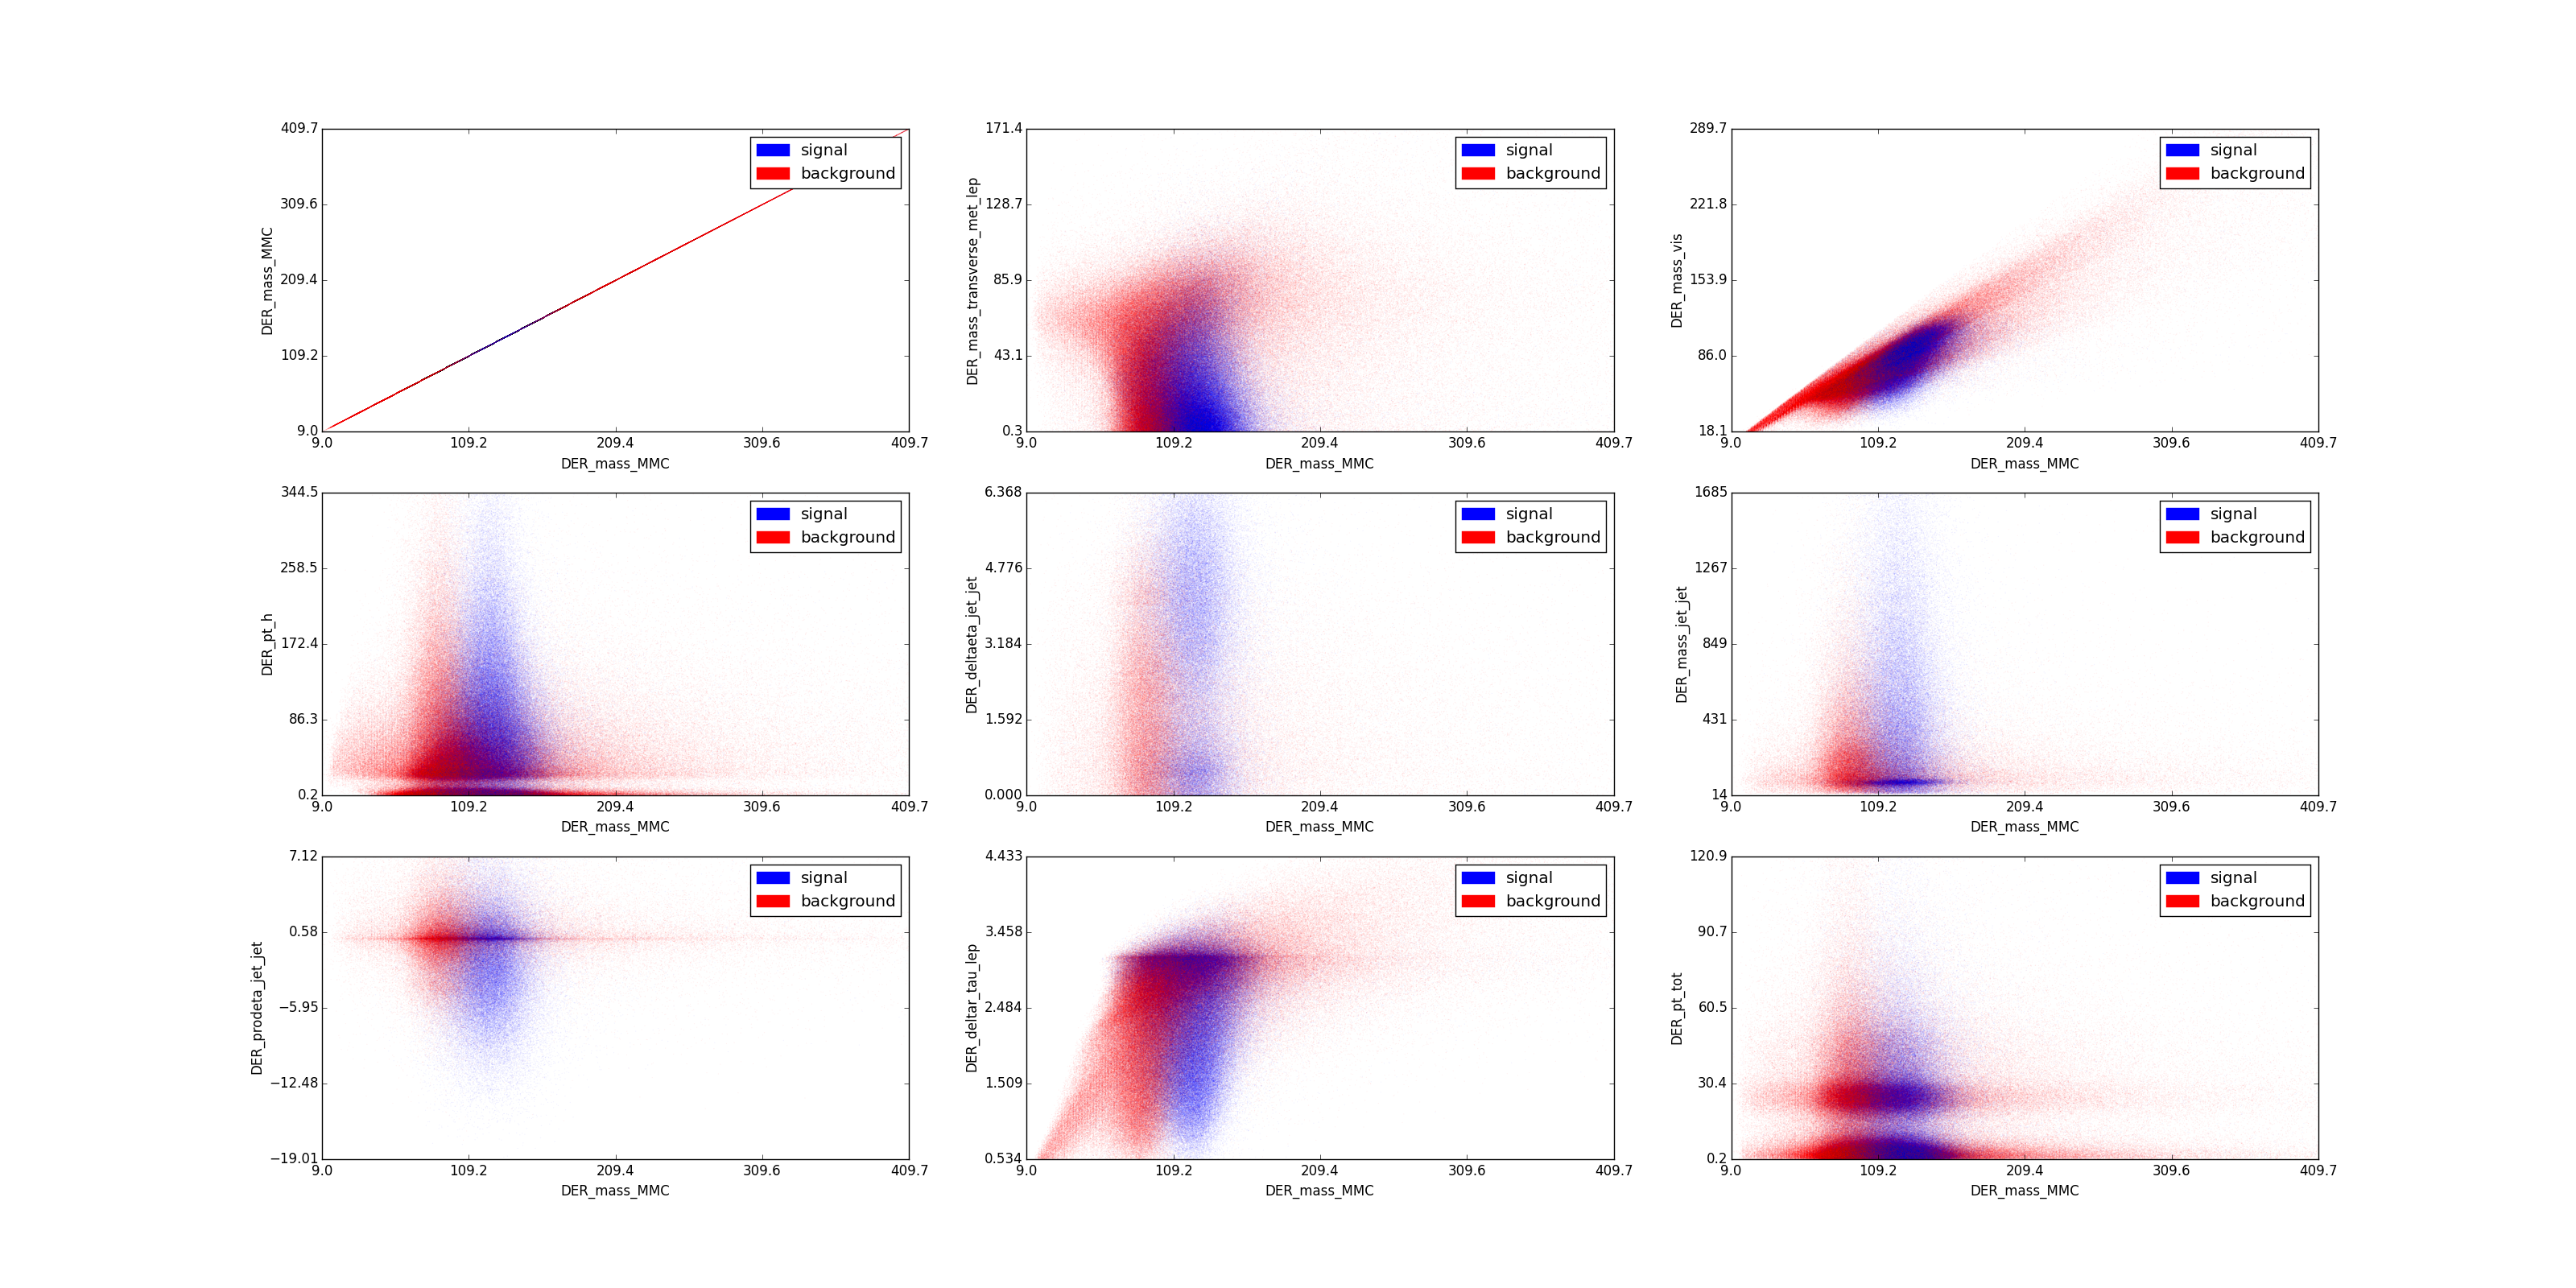 409.7
309.6
209.4
109.2
9.0
DER_mass_MMC
signal
background
9.0 109.2 209.4 309.6 409.7
DER_mass_MMC
171.4
128.7
85.9
43.1
0.3
DER_mass_transverse_met_lep
signal
background
9.0 109.2 209.4 309.6 409.7
DER_mass_MMC
289.7
221.8
153.9
86.0
18.1
DER_mass_vis
signal
background
9.0 109.2 209.4 309.6 409.7
DER_mass_MMC
344.5
258.5
172.4
86.3
0.2
DER_pt_h
signal
background
9.0 109.2 209.4 309.6 409.7
DER_mass_MMC
6.368
4.776
3.184
1.592
0.000
DER_deltaeta_jet_jet
signal
background
9.0 109.2 209.4 309.6 409.7
DER_mass_MMC
1685
1267
849
431
14
DER_mass_jet_jet
signal
background
9.0 109.2 209.4 309.6 409.7
DER_mass_MMC
7.12
0.58
−5.95
−12.48
−19.01
DER_prodeta_jet_jet
signal
background
9.0 109.2 209.4 309.6 409.7
DER_mass_MMC
4.433
3.458
2.484
1.509
0.534
DER_deltar_tau_lep
signal
background
9.0 109.2 209.4 309.6 409.7
DER_mass_MMC
120.9
90.7
60.5
30.4
0.2
DER_pt_tot
signal
background
9.0 109.2 209.4 309.6 409.7
DER_mass_MMC